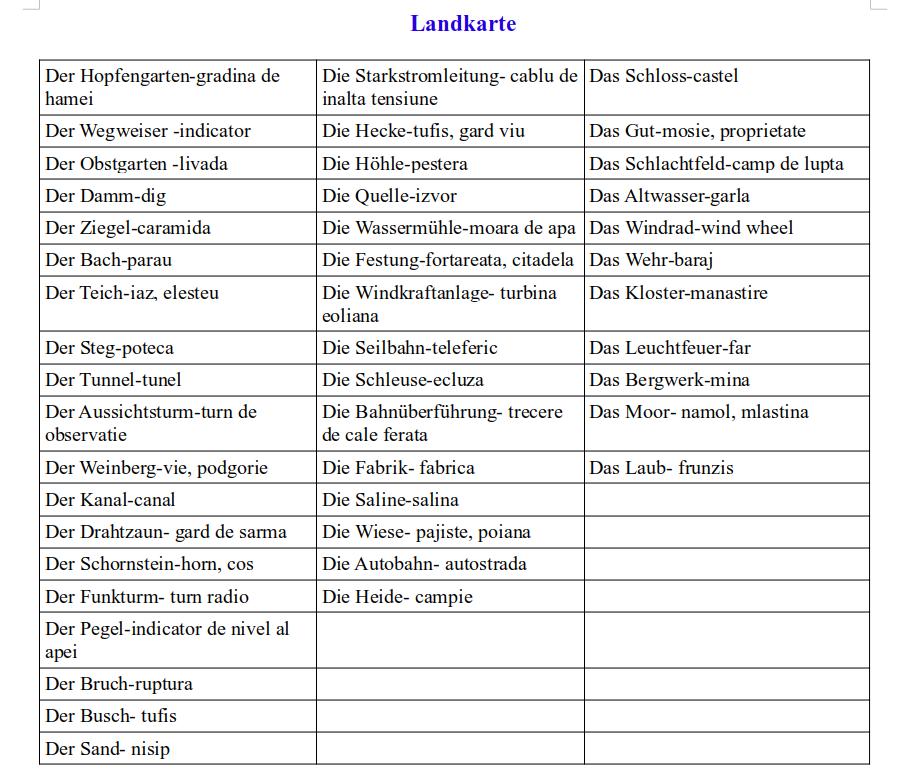 Landkarte
Der Hopfengarten-gradina de
hamei
Die Starkstromleitung- cablu de
inalta tensiune
Das Schloss-castel
Der Wegweiser -indicator
Die Hecke-tufis, gard viu
Das Gut-mosie, proprietate
Der Obstgarten -livada
Die Höhle-pestera
Das Schlachtfeld-camp de lupta
Der Damm-dig
Die Quelle-izvor
Das Altwasser-garla
Der Ziegel-caramida
Die Wassermühle-moara de apa
Das Windrad-wind wheel
Der Bach-parau
Die Festung-fortareata, citadela
Das Wehr-baraj
Der Teich-iaz, elesteu
Die Windkraftanlage- turbina
eoliana
Das Kloster-manastire
Der Steg-poteca
Die Seilbahn-teleferic
Das Leuchtfeuer-far
Der Tunnel-tunel
Die Schleuse-ecluza
Das Bergwerk-mina
Der Aussichtsturm-turn de
observatie
Die Bahnüberführung- trecere
de cale ferata
Das Moor- namol, mlastina
Der Weinberg-vie, podgorie
Die Fabrik- fabrica
Das Laub- frunzis
Der Kanal-canal
Die Saline-salina
Der Drahtzaun- gard de sarma
Die Wiese- pajiste, poiana
Der Schornstein-horn, cos
Die Autobahn- autostrada
Der Funkturm- turn radio
Die Heide- campie
Der Pegel-indicator de nivel al
apei
Der Bruch-ruptura
Der Busch- tufis
Der Sand- nisip